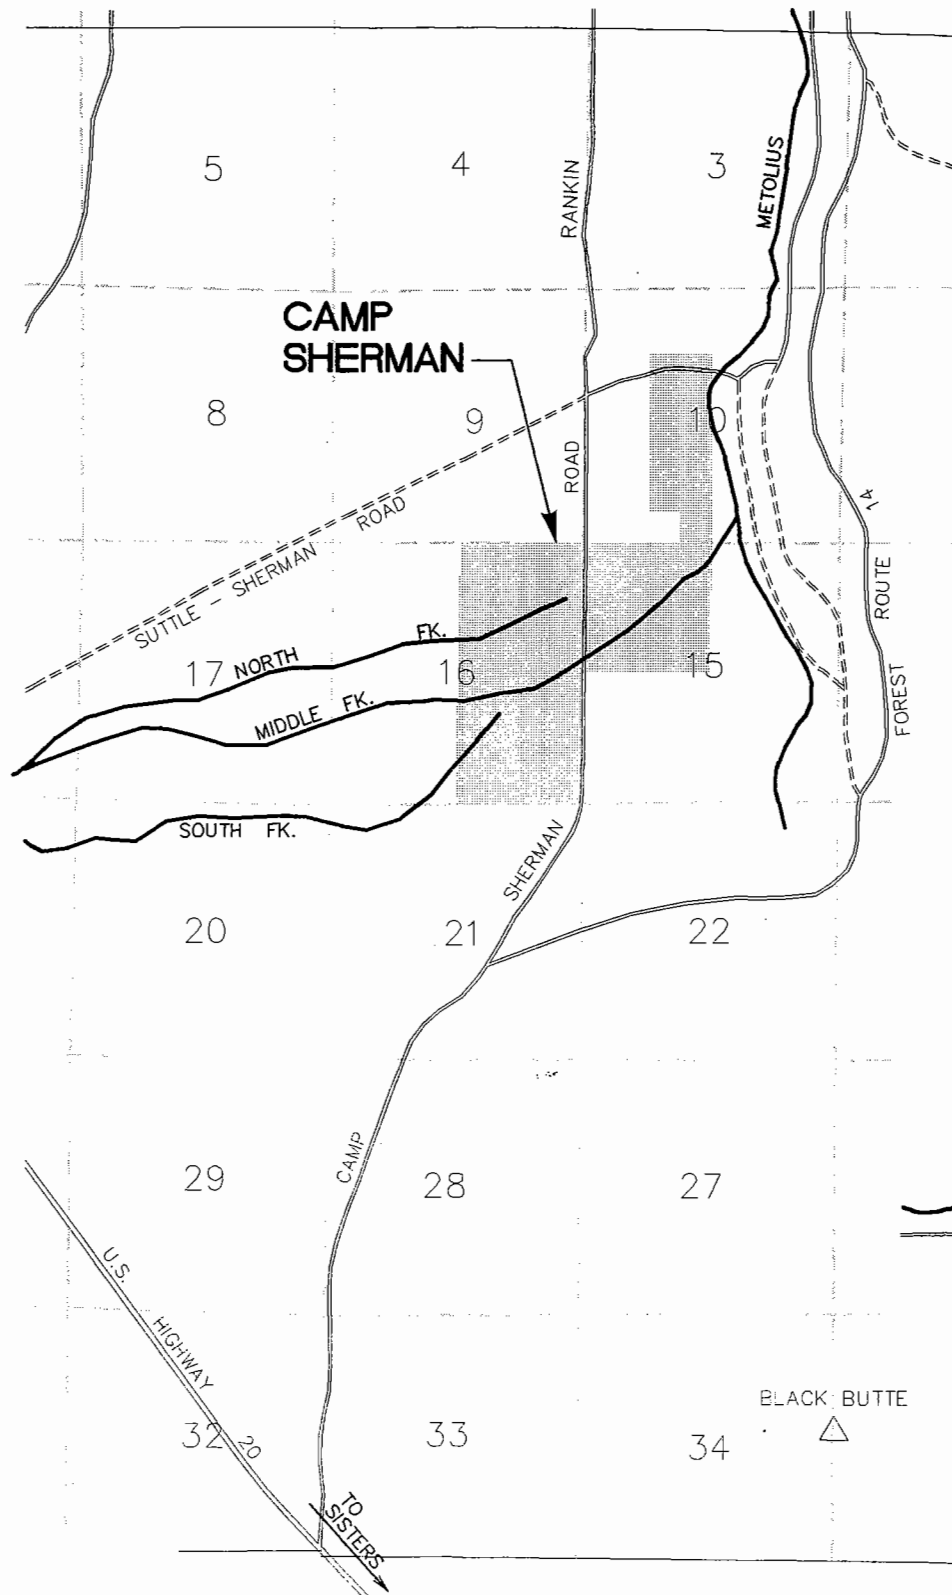 5
4
3
RANKIN
METOLIUS
CAMP
SHERMAN
8
9
10
ROAD
ROAD
14
SUTTLE - SHERMAN
ROUTE
17
NORTH
FK.
16
15
MIDDLE FK.
FOREST
SOUTH FK.
SHERMAN
20
21
22
CAMP
29
28
27
U.S.
HIGHWAY
20
BLACK BUTTE
32
33
34
TO
SISTERS